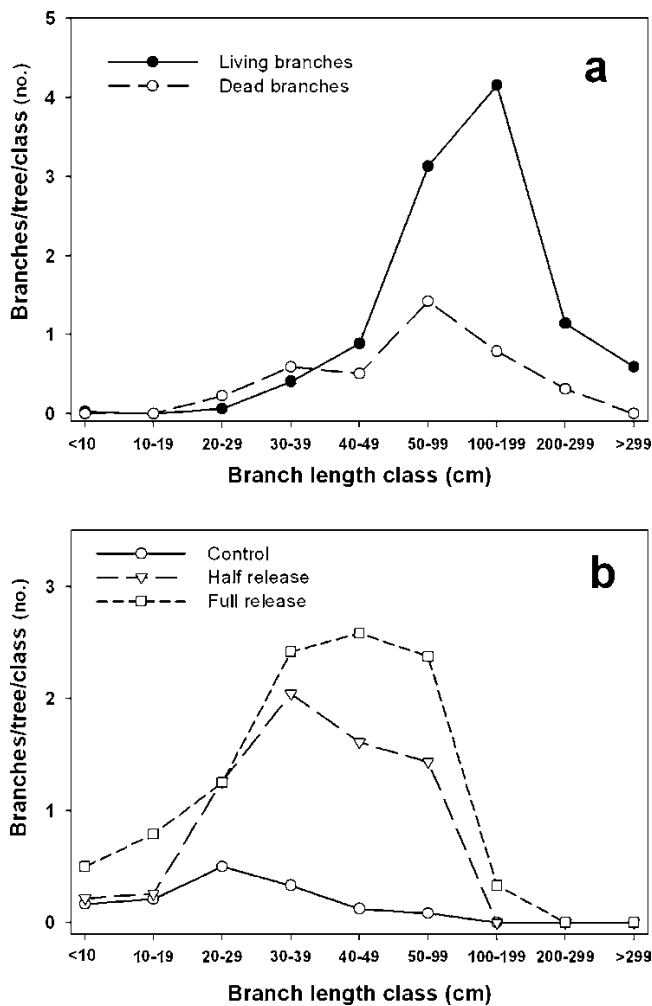 5
4
3
2
1
0
Branches/tree/class (no.)
Living branches
Dead branches
a
<10 10-19 20-29 30-39 40-49 50-99 100-199 200-299 >299
Branch length class (cm)
3
2
1
0
Branches/tree/class (no.)
Control
Half release
Full release
b
<10 10-19 20-29 30-39 40-49 50-99 100-199 200-299 >299
Branch length class (cm)